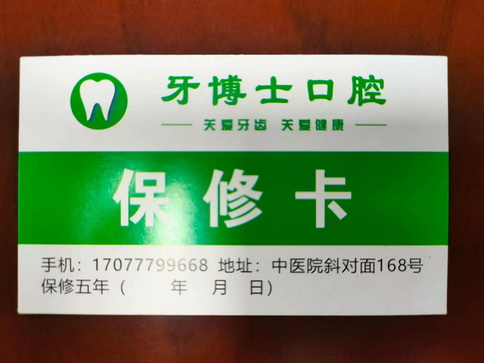 牙博士口腔
关爱牙齿 关爱健康
保修卡
手机：17077799668 地址：中医院斜对面168号
保修五年（ 年 月 日）